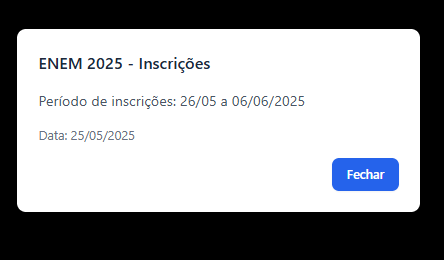 ENEM 2025 - Inscrições
Período de inscrições: 26/05 a 06/06/2025
Data: 25/05/2025
Fechar